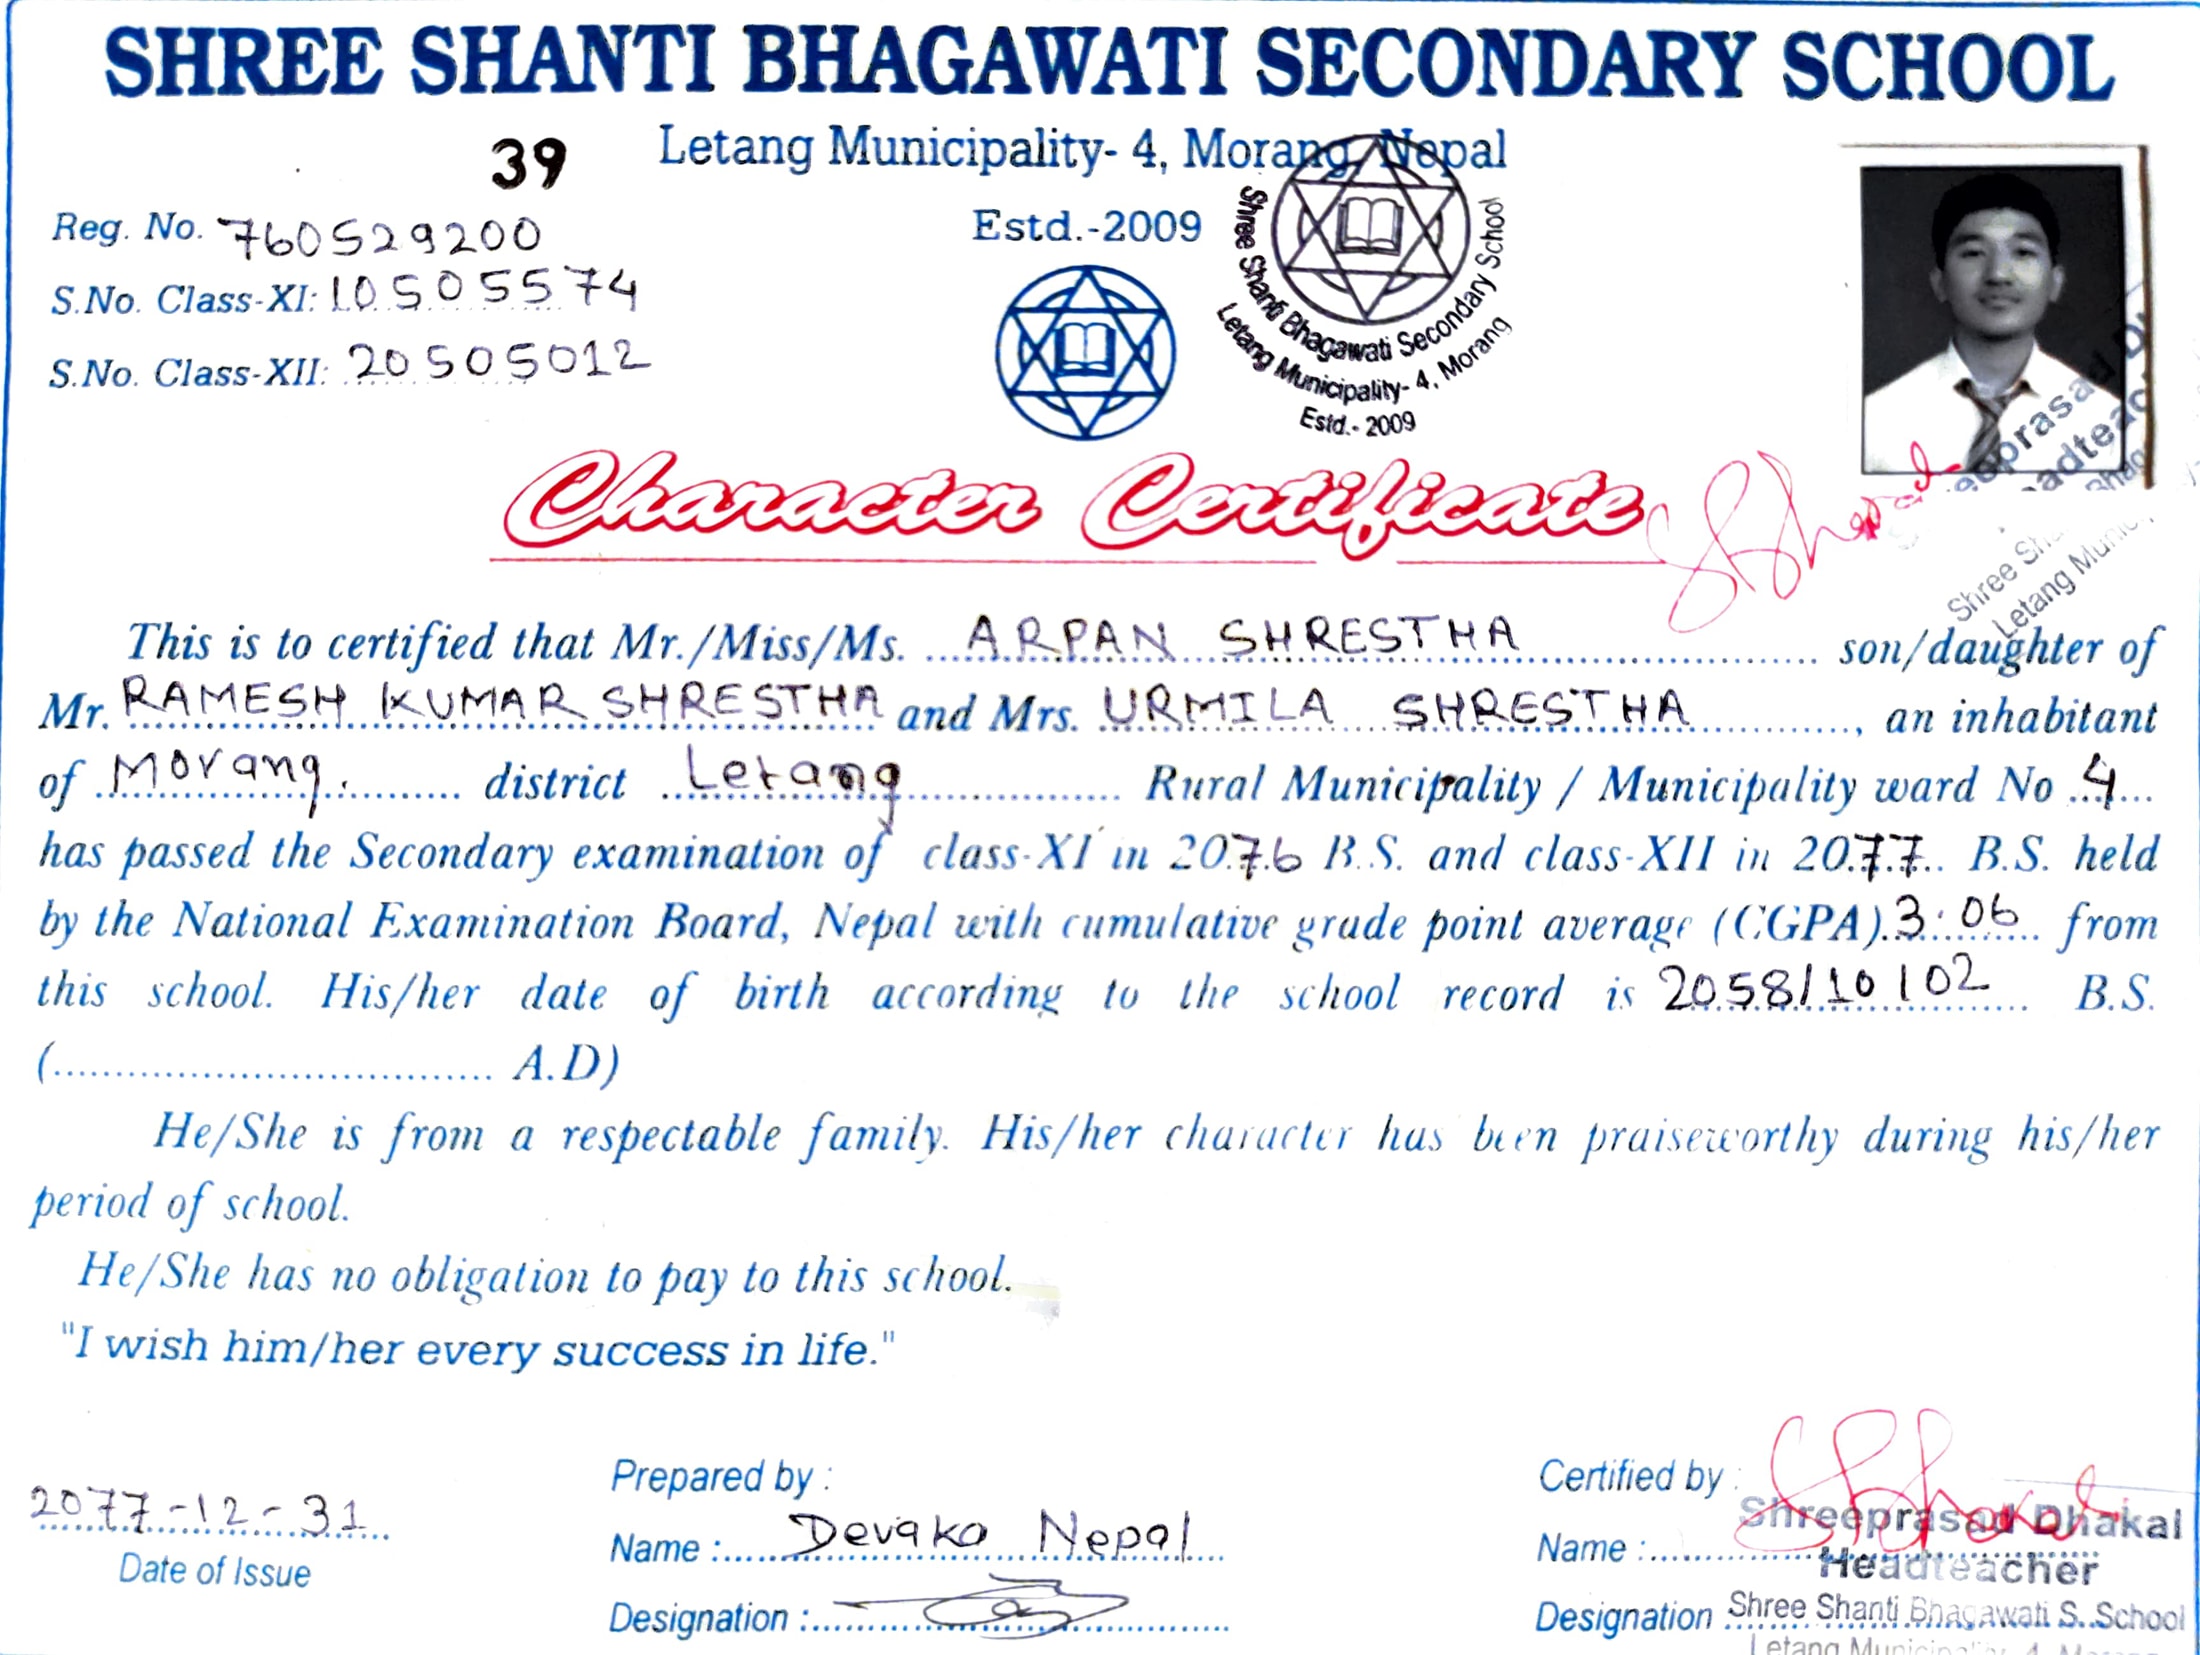 SHREE SHANTI BHAGAWATI SECONDARY SCHOOL
39
Letang Municipality- 4, Morang, Nepal
Estd.-2009
Reg. No. 760529200
S.No. Class-XI: 10505574
S.No. Class-XII: 20505012
Shree Shanti Bhagawati Secondary School
Letang Municipality- 4, Morang
Estd.- 2009
Character Certificate
Shree Sh
Letang Munic
This is to certified that Mr./Miss/Ms. ARPAN SHRESTHA son/daughter of
Mr. RAMESH KUMAR SHRESTHA and Mrs. URMILA SHRESTHA, an inhabitant
of Morang. district Letang Rural Municipality / Municipality ward No 4
has passed the Secondary examination of class-XI in 2076 B.S. and class-XII in 2077 B.S. held
by the National Examination Board, Nepal with cumulative grade point average (CGPA) 3.06 from
this school. His/her date of birth according to the school record is 2058/10/02 B.S.
(.................................... A.D)
He/She is from a respectable family. His/her character has been praiseworthy during his/her
period of school.
He/She has no obligation to pay to this school.
"I wish him/her every success in life."
2077-12-31
Date of Issue
Prepared by :
Name : Devako Nepal
Designation :
Certified by :
Name : Shreeprasad Dhakal
Headteacher
Designation Shree Shanti Bhagawati S. School
Letang Municipality- 4, Morang